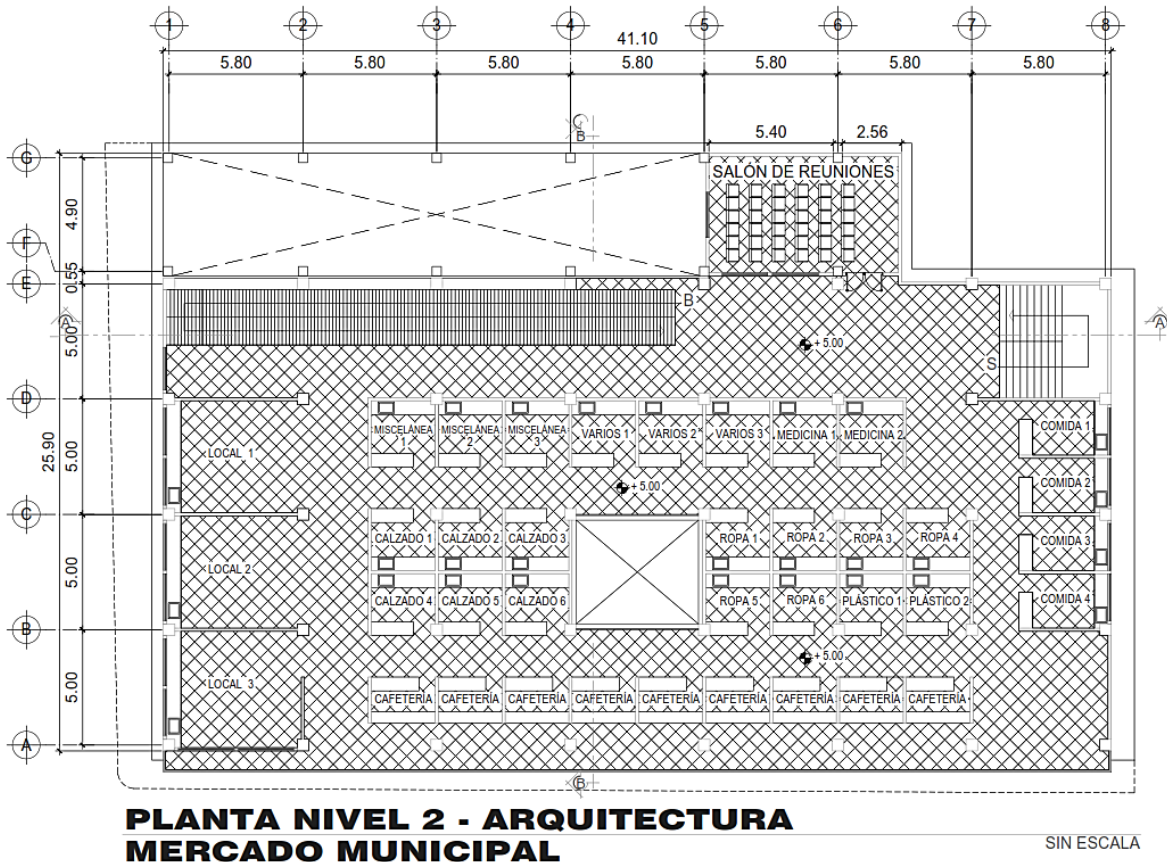 1 2 3 4 5 6 7 8
41.10
5.80 5.80 5.80 5.80 5.80 5.80 5.80
C
B
5.40 2.56
G
SALÓN DE REUNIONES
4.90
F
0.55
E
B
A
A
5.00
+ 5.00
S
D
25.90
MISCELÁNEA 1
MISCELÁNEA 2
MISCELÁNEA 3
VARIOS 1 VARIOS 2 VARIOS 3 MEDICINA 1 MEDICINA 2
COMIDA 1
LOCAL 1
5.00
COMIDA 2
+ 5.00
C
CALZADO 1 CALZADO 2 CALZADO 3 ROPA 1 ROPA 2 ROPA 3 ROPA 4
COMIDA 3
LOCAL 2
5.00
CALZADO 4 CALZADO 5 CALZADO 6 ROPA 5 ROPA 6 PLÁSTICO 1 PLÁSTICO 2
COMIDA 4
B
+ 5.00
LOCAL 3
5.00
CAFETERÍA CAFETERÍA CAFETERÍA CAFETERÍA CAFETERÍA CAFETERÍA CAFETERÍA CAFETERÍA CAFETERÍA
A
B
PLANTA NIVEL 2 - ARQUITECTURA
MERCADO MUNICIPAL
SIN ESCALA